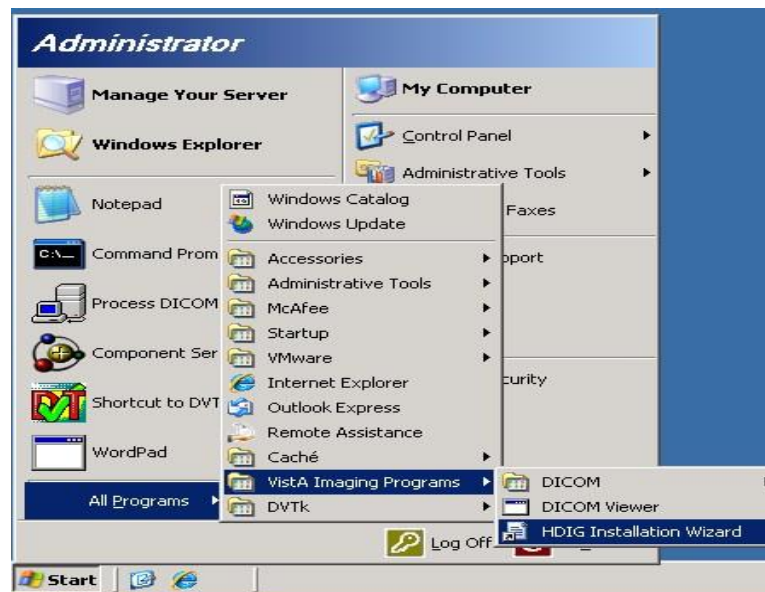 Administrator
Manage Your Server
Windows Explorer
Notepad
Command Prom
Process DICOM
Component Ser
Shortcut to DVT
WordPad
All Programs
My Computer
Control Panel
Administrative Tools
Faxes
pport
curity
Windows Catalog
Windows Update
Accessories
Administrative Tools
McAfee
Startup
VMware
Internet Explorer
Outlook Express
Remote Assistance
Caché
VistA Imaging Programs
DVTk
DICOM
DICOM Viewer
HDIG Installation Wizard
Log Off
Start